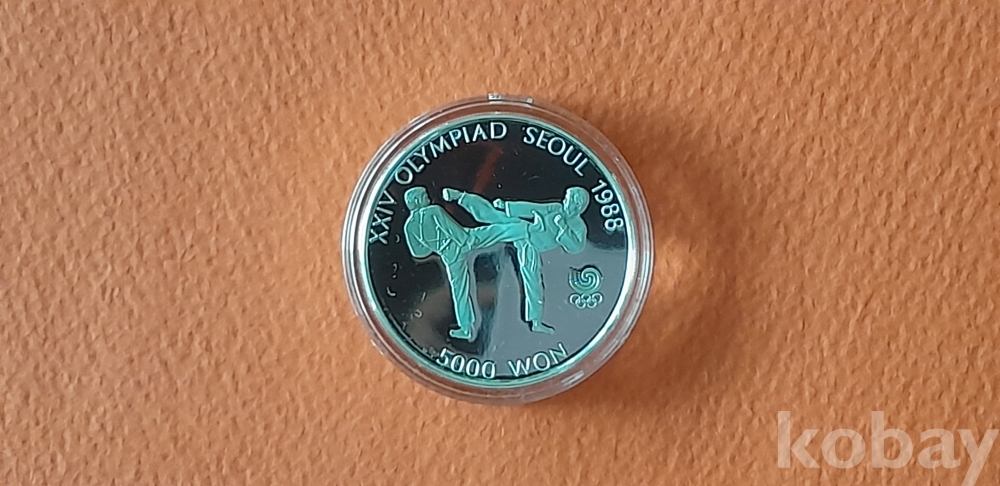 XXIV OLYMPIAD SEOUL 1988
5000 WON
kobay